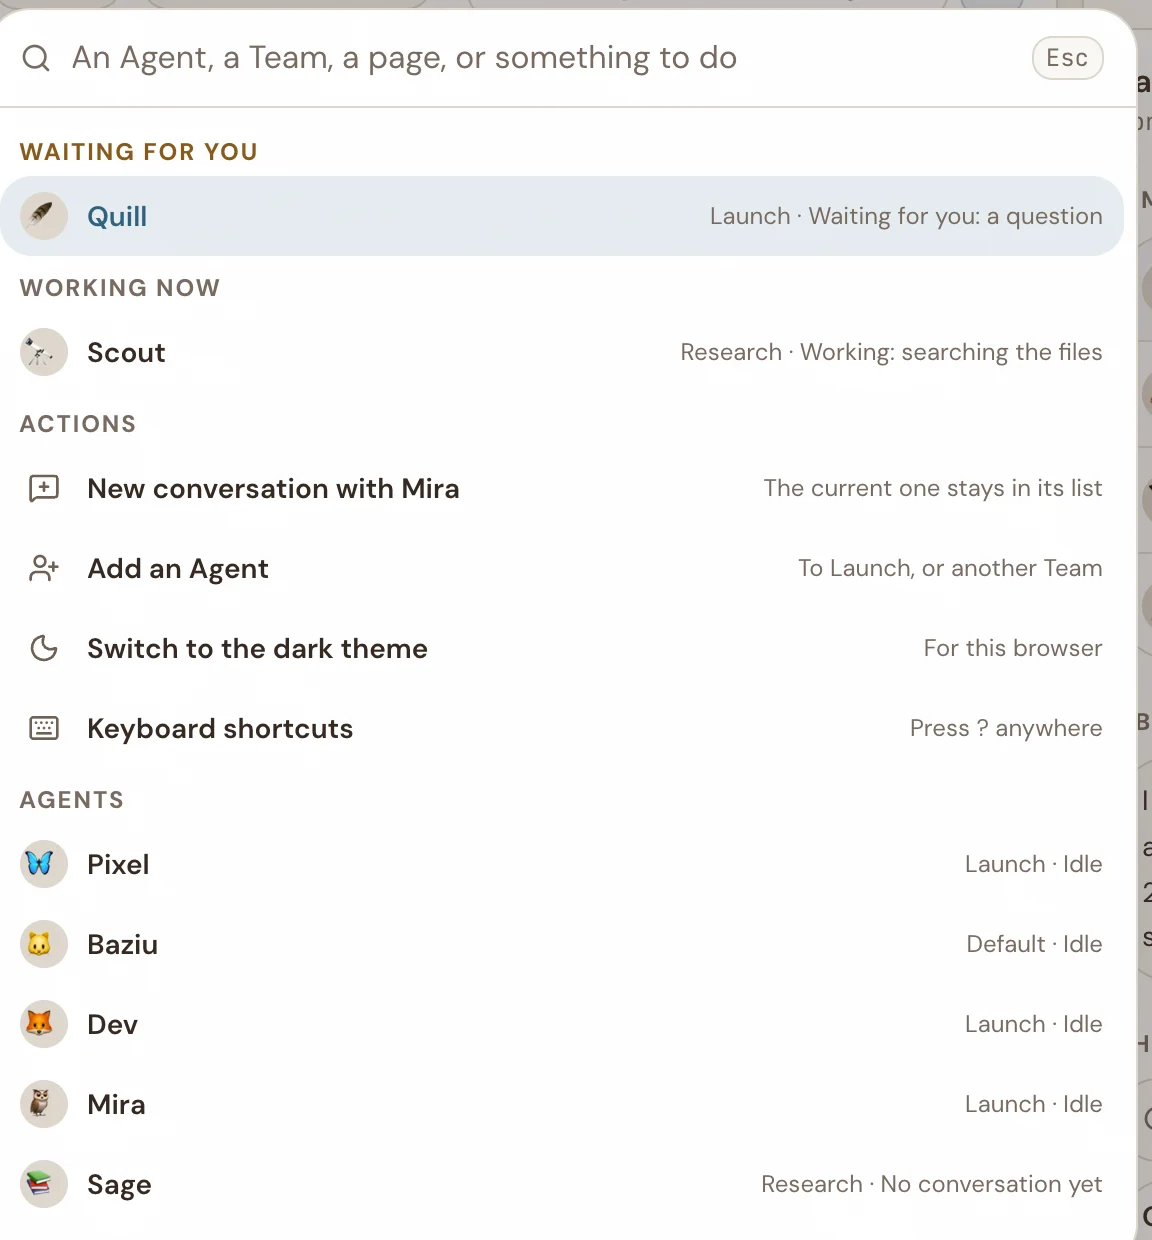 An Agent, a Team, a page, or something to do
Esc
WAITING FOR YOU
Quill
Launch · Waiting for you: a question
WORKING NOW
Scout
Research · Working: searching the files
ACTIONS
New conversation with Mira
The current one stays in its list
Add an Agent
To Launch, or another Team
Switch to the dark theme
For this browser
Keyboard shortcuts
Press ? anywhere
AGENTS
Pixel
Launch · Idle
Baziu
Default · Idle
Dev
Launch · Idle
Mira
Launch · Idle
Sage
Research · No conversation yet